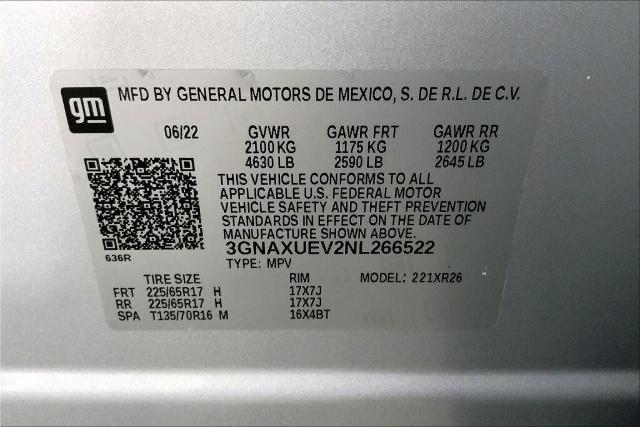 gm MFD BY GENERAL MOTORS DE MEXICO, S. DE R.L. DE C.V.
06/22 GVWR GAWR FRT GAWR RR
2100 KG 1175 KG 1200 KG
4630 LB 2590 LB 2645 LB
THIS VEHICLE CONFORMS TO ALL
APPLICABLE U.S. FEDERAL MOTOR
VEHICLE SAFETY AND THEFT PREVENTION
STANDARDS IN EFFECT ON THE DATE OF
MANUFACTURE SHOWN ABOVE.
3GNAXUEV2NL266522
636R
TYPE: MPV
TIRE SIZE RIM MODEL: 221XR26
FRT 225/65R17 H 17X7J
RR 225/65R17 H 17X7J
SPA T135/70R16 M 16X4BT